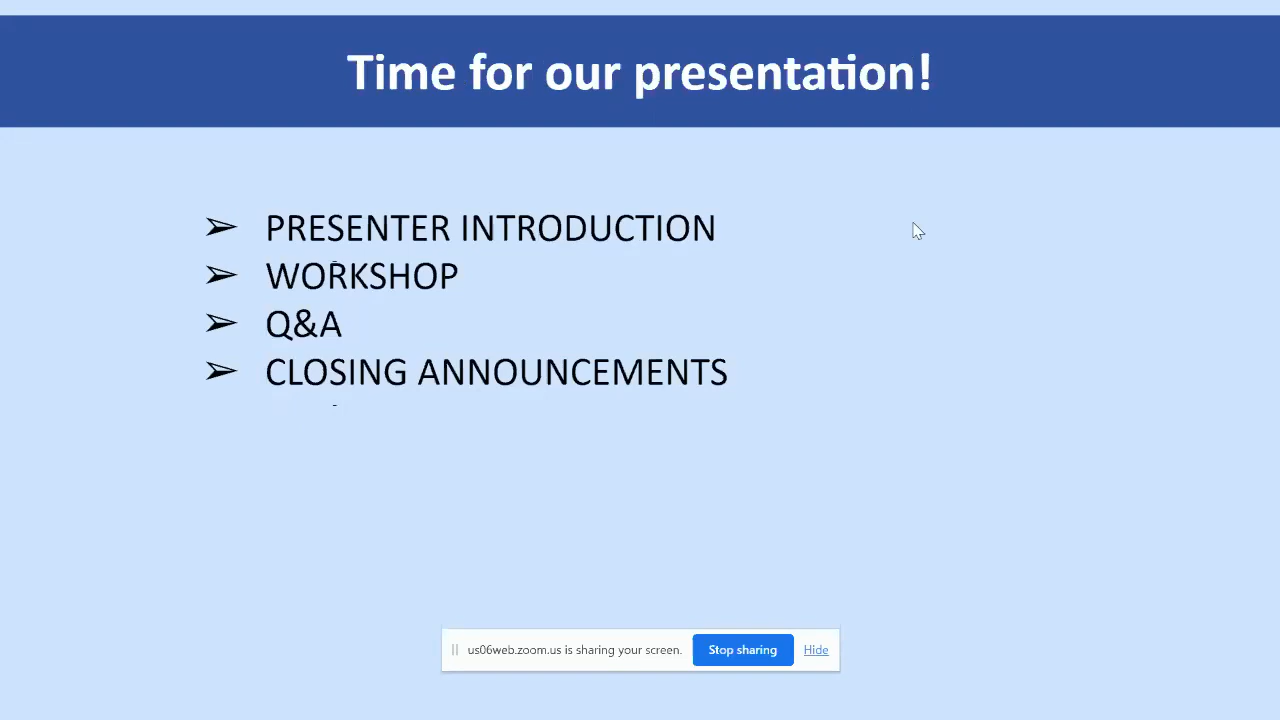 Time for our presentation!
➢ PRESENTER INTRODUCTION
➢ WORKSHOP
➢ Q&A
➢ CLOSING ANNOUNCEMENTS
us06web.zoom.us is sharing your screen. Stop sharing Hide